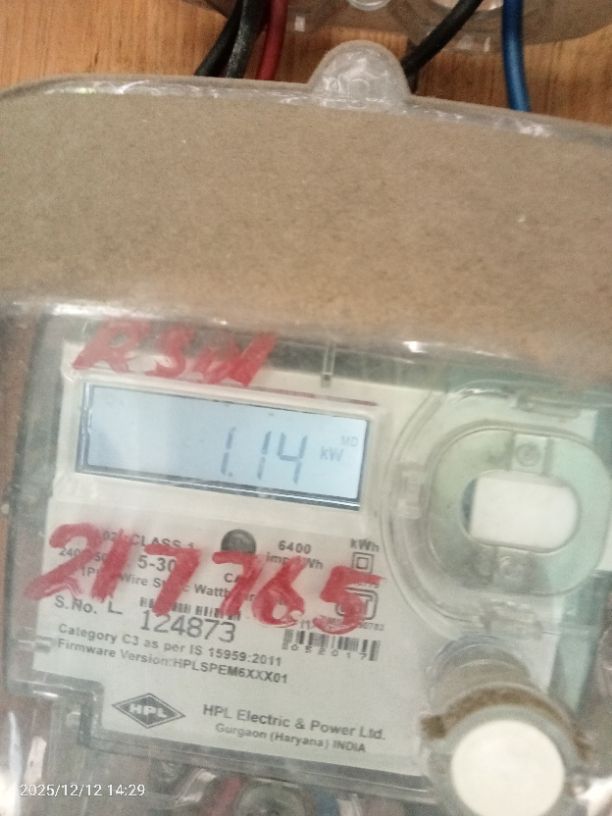 MD
1.14 kW
CLASS 1
6400
kWh
5-30
217765
S.No. L 124873
2052017
Category C3 as per IS 15959:2011
Firmware Version:HPLSPEM6XXX01
HPL
HPL Electric & Power Ltd.
Gurgaon (Haryana) INDIA
2025/12/12 14:29